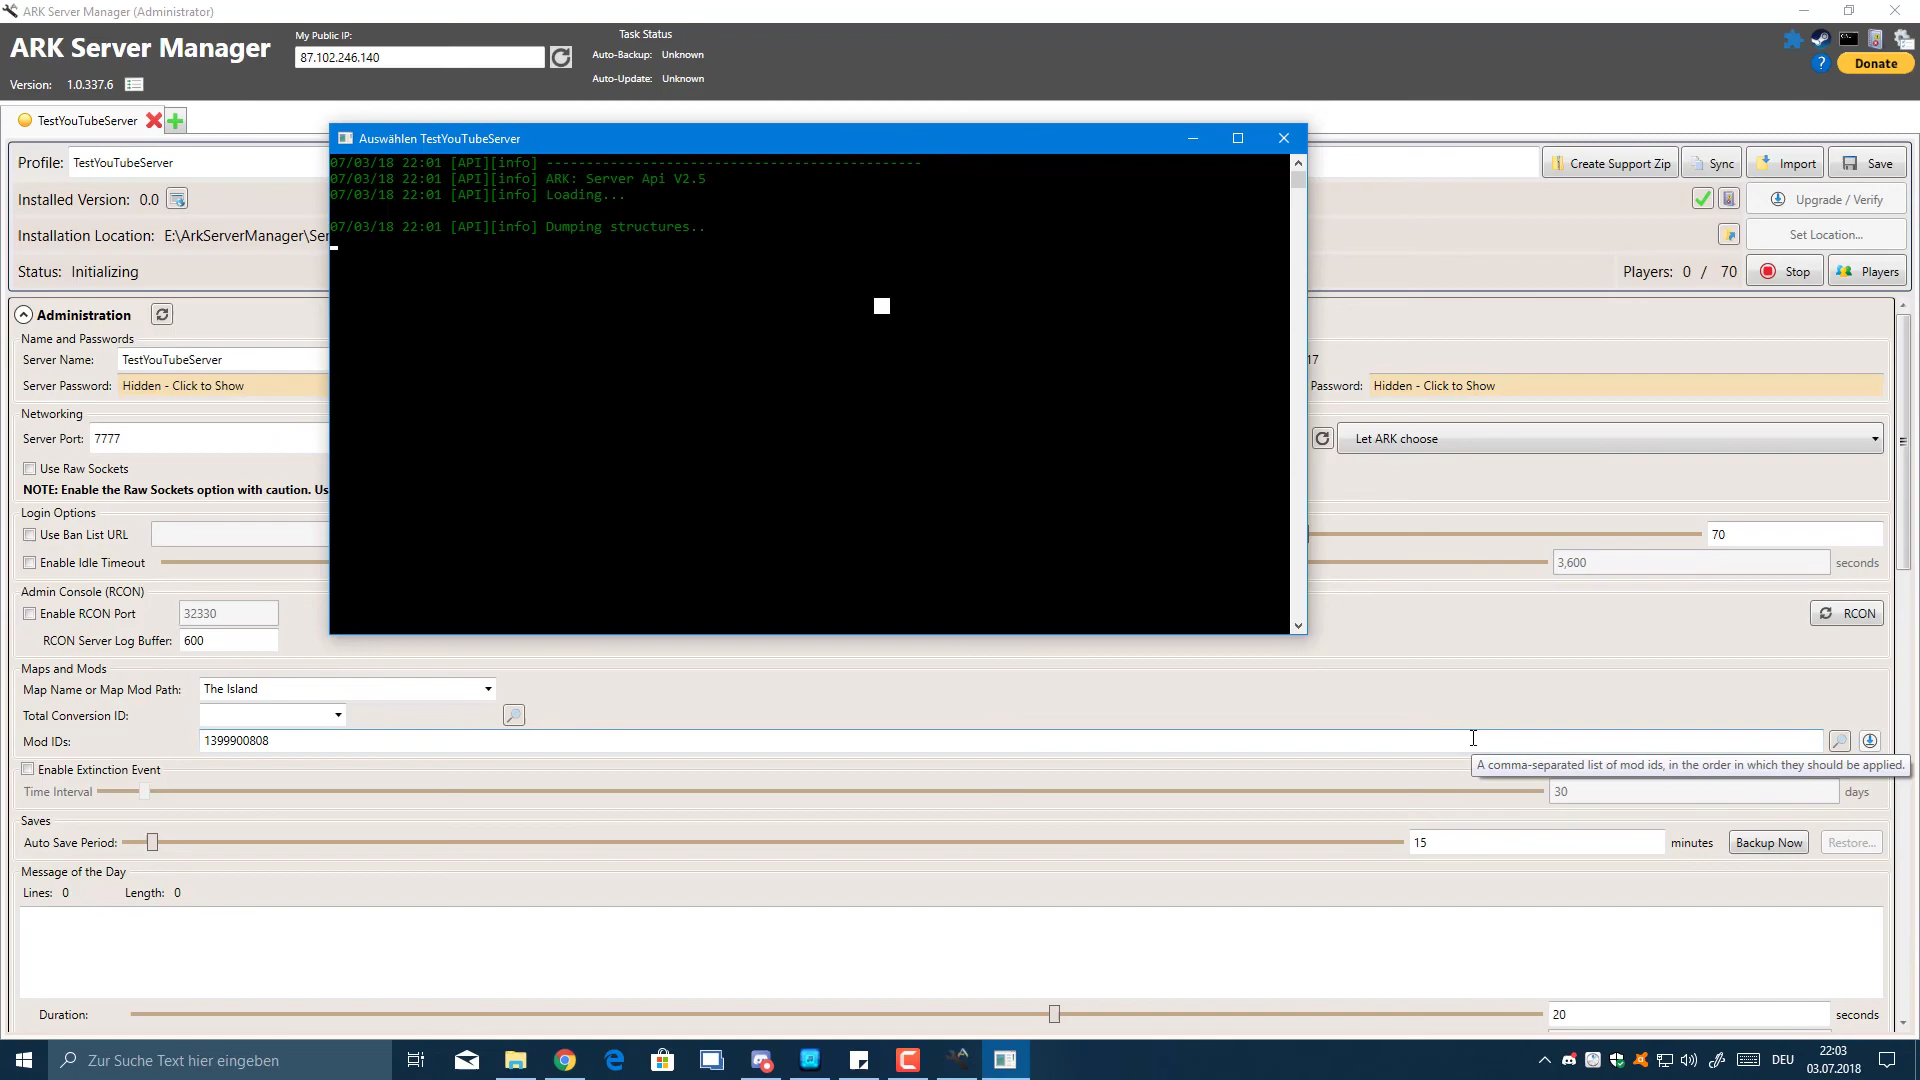 ARK Server Manager (Administrator)
ARK Server Manager
My Public IP:
87.102.246.140
Task Status
Auto-Backup: Unknown
Auto-Update: Unknown
Version: 1.0.337.6
?
Donate
TestYouTubeServer
Profile: TestYouTubeServer
Create Support Zip
Sync
Import
Save
Installed Version: 0.0
Upgrade / Verify
Installation Location: E:\ArkServerManager\Ser
Set Location...
Status: Initializing
Players: 0 / 70
Stop
Players
Auswählen TestYouTubeServer
07/03/18 22:01 [API][info] -----------------------------------------------
07/03/18 22:01 [API][info] ARK: Server Api V2.5
07/03/18 22:01 [API][info] Loading...
07/03/18 22:01 [API][info] Dumping structures..
Administration
Name and Passwords
Server Name: TestYouTubeServer
17
Server Password: Hidden - Click to Show
Password: Hidden - Click to Show
Networking
Server Port: 7777
Let ARK choose
Use Raw Sockets
NOTE: Enable the Raw Sockets option with caution. Us
Login Options
Use Ban List URL
70
Enable Idle Timeout
3,600 seconds
Admin Console (RCON)
Enable RCON Port 32330
RCON
RCON Server Log Buffer: 600
Maps and Mods
Map Name or Map Mod Path: The Island
Total Conversion ID:
Mod IDs: 1399900808
A comma-separated list of mod ids, in the order in which they should be applied.
Enable Extinction Event
Time Interval 30 days
Saves
Auto Save Period: 15 minutes
Backup Now
Restore...
Message of the Day
Lines: 0 Length: 0
Duration: 20 seconds
Zur Suche Text hier eingeben
DEU
22:03
03.07.2018